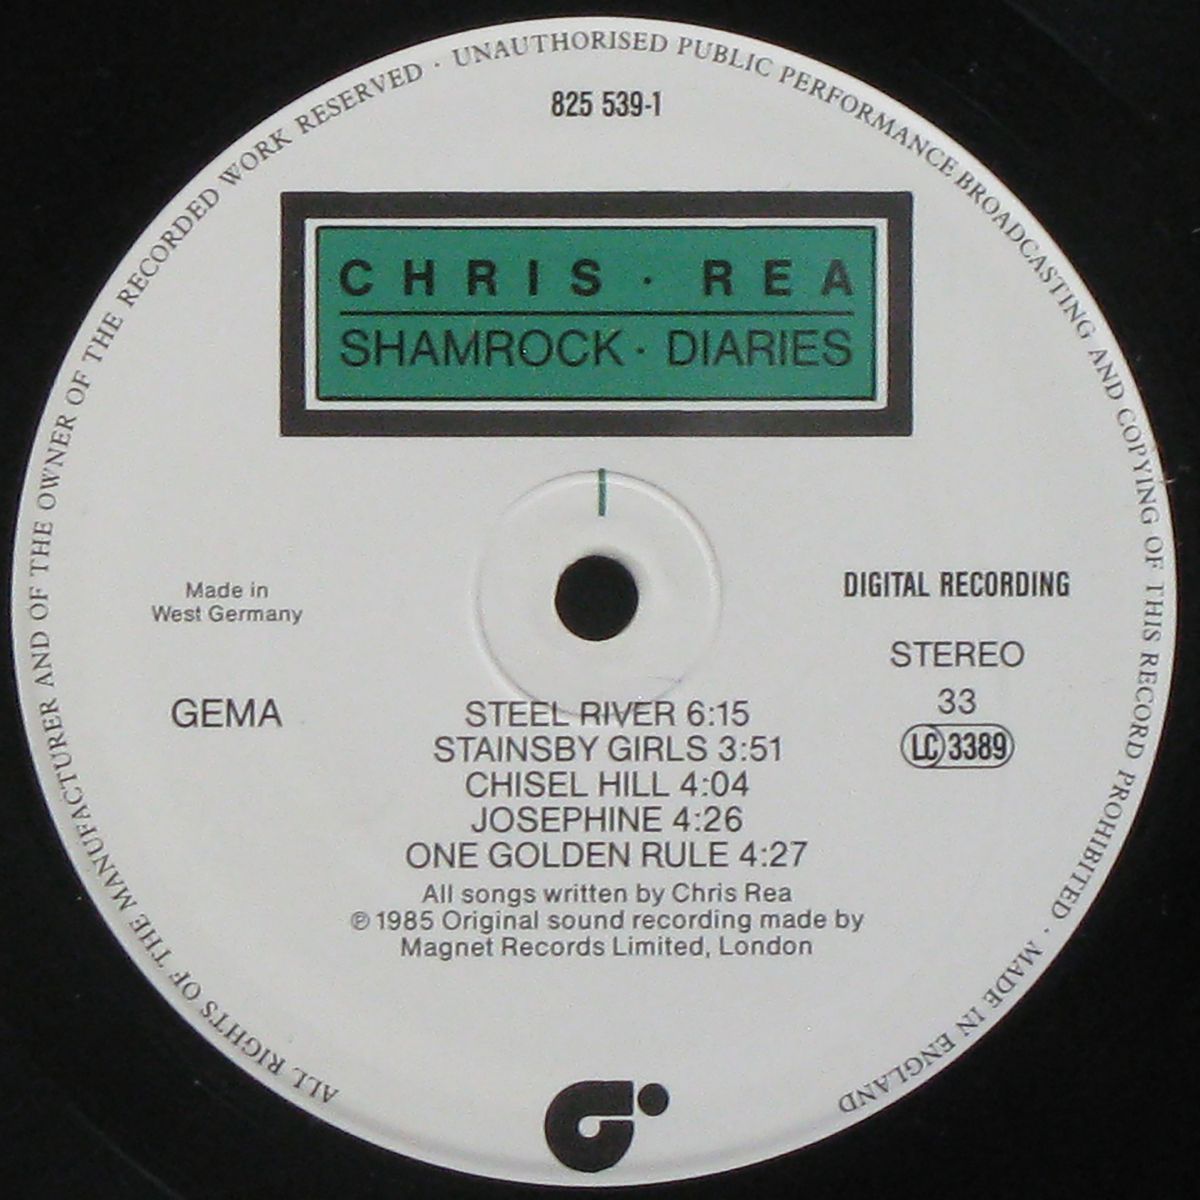 ALL RIGHTS OF THE MANUFACTURER AND OF THE OWNER OF THE RECORDED WORK RESERVED · UNAUTHORISED PUBLIC PERFORMANCE BROADCASTING AND COPYING OF THIS RECORD PROHIBITED · MADE IN ENGLAND
825 539-1
CHRIS · REA
SHAMROCK · DIARIES
Made in
West Germany
GEMA
DIGITAL RECORDING
STEREO
33
LC 3389
STEEL RIVER 6:15
STAINSBY GIRLS 3:51
CHISEL HILL 4:04
JOSEPHINE 4:26
ONE GOLDEN RULE 4:27
All songs written by Chris Rea
℗ 1985 Original sound recording made by
Magnet Records Limited, London